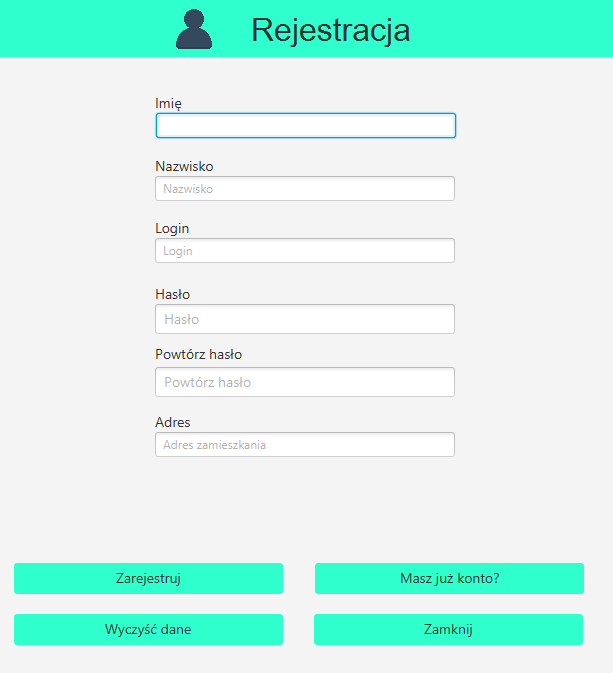 Rejestracja
Imię
Nazwisko
Nazwisko
Login
Login
Hasło
Hasło
Powtórz hasło
Powtórz hasło
Adres
Adres zamieszkania
Zarejestruj
Masz już konto?
Wyczyść dane
Zamknij